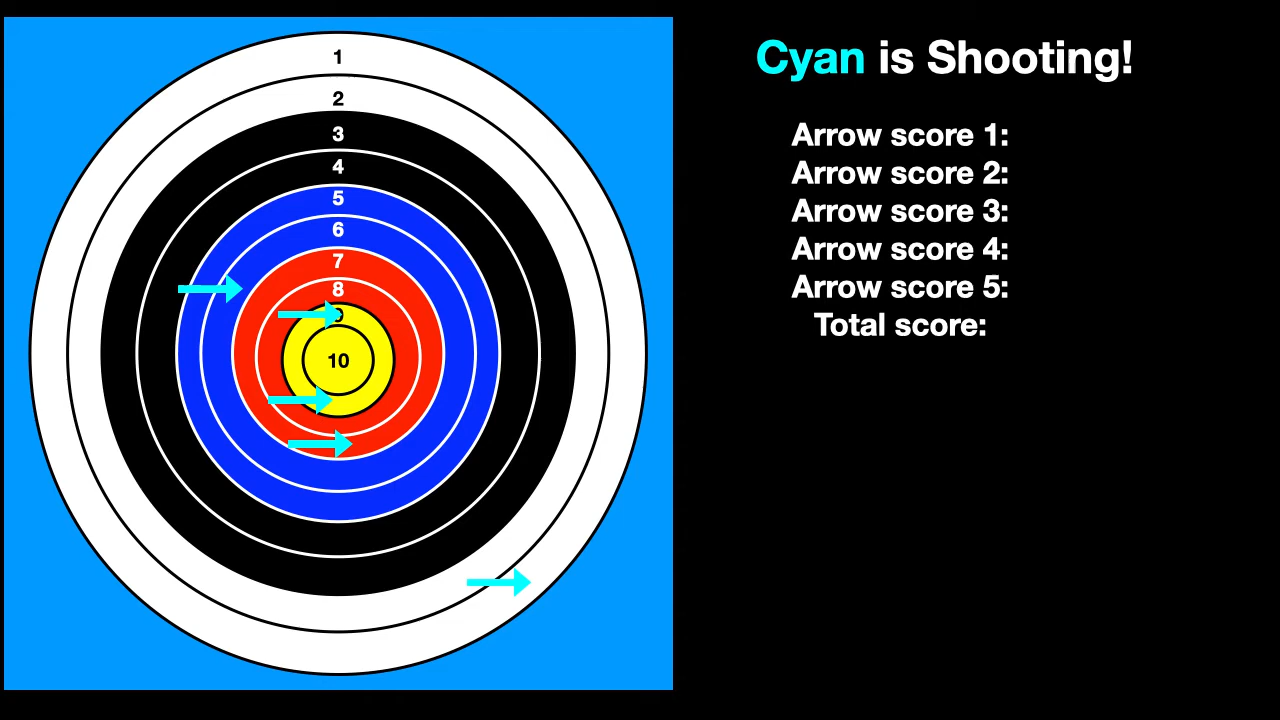 Cyan is Shooting!
1
2
3
4
5
6
7
8
10
Arrow score 1:
Arrow score 2:
Arrow score 3:
Arrow score 4:
Arrow score 5:
Total score: